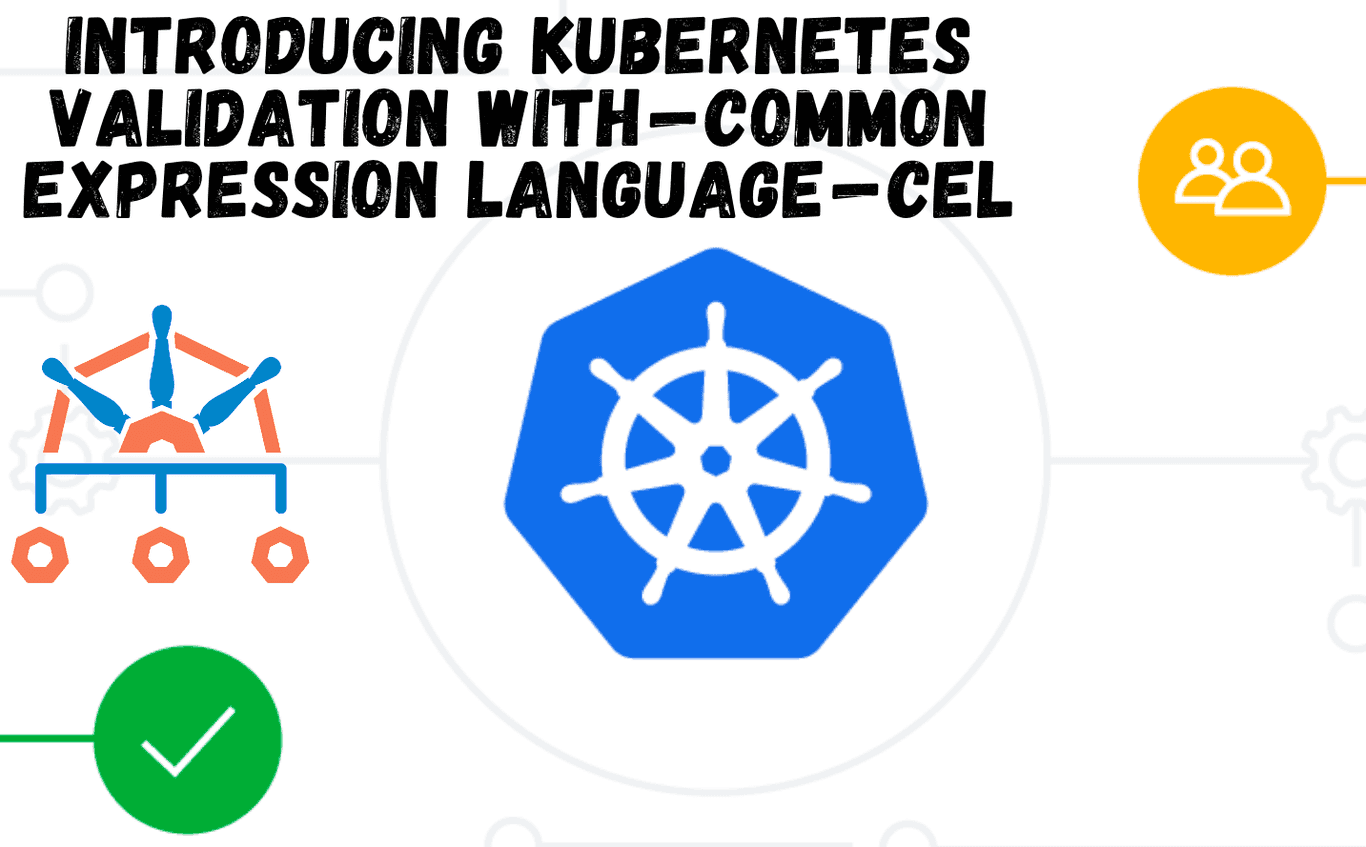 INTRODUCING KUBERNETES
VALIDATION WITH–COMMON
EXPRESSION LANGUAGE–CEL